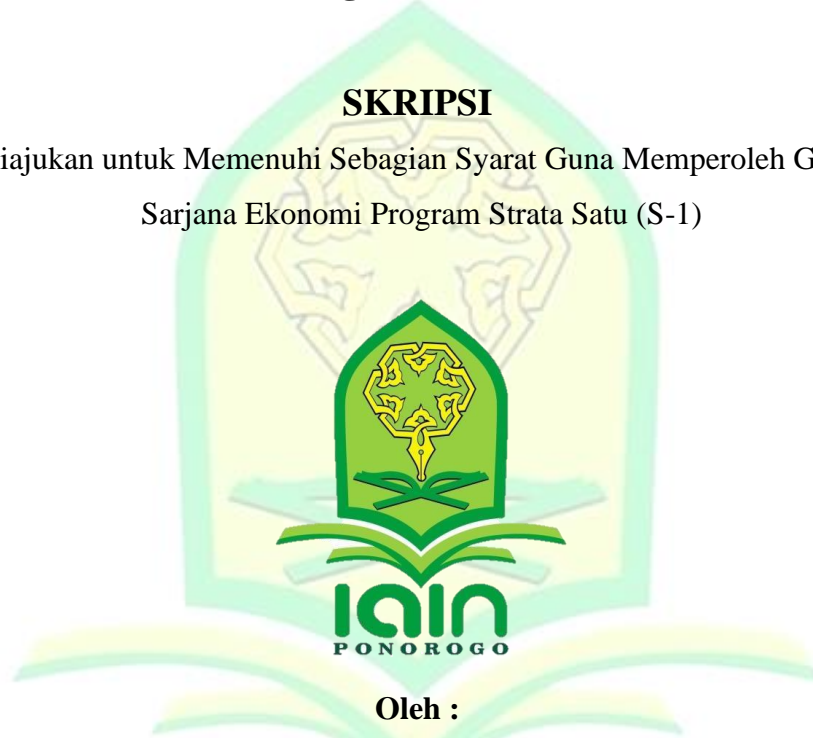 SKRIPSI
iajukan untuk Memenuhi Sebagian Syarat Guna Memperoleh G
Sarjana Ekonomi Program Strata Satu (S-1)
IAIN
PONOROGO
Oleh :